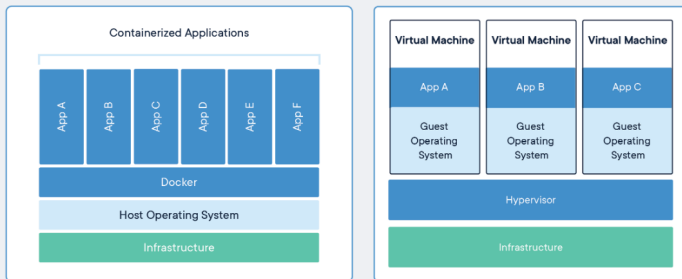 Containerized Applications
App A
App B
App C
App D
App E
App F
Docker
Host Operating System
Infrastructure
Virtual Machine
App A
Guest
Operating
System
Virtual Machine
App B
Guest
Operating
System
Virtual Machine
App C
Guest
Operating
System
Hypervisor
Infrastructure